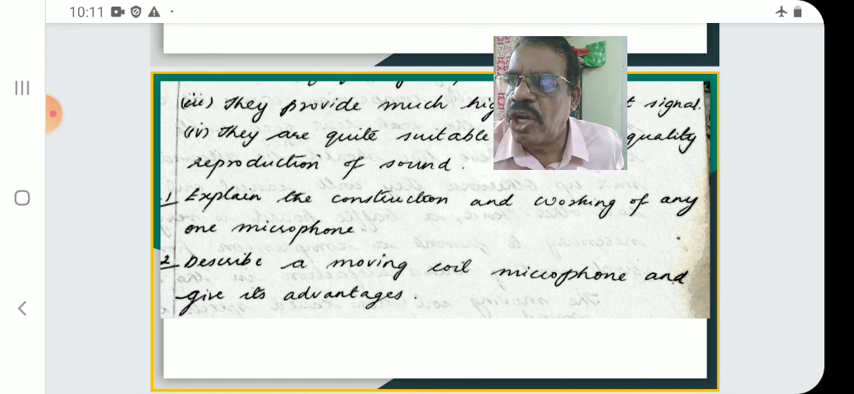 10:11
(iii) They provide much signal.
(iv) They are quite suitable quality
reproduction of sound.
1 Explain the construction and working of any
one microphone.
2 Describe a moving coil microphone and
give its advantages.